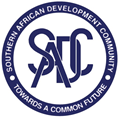 SOUTHERN AFRICAN DEVELOPMENT COMMUNITY
SADC
TOWARDS A COMMON FUTURE